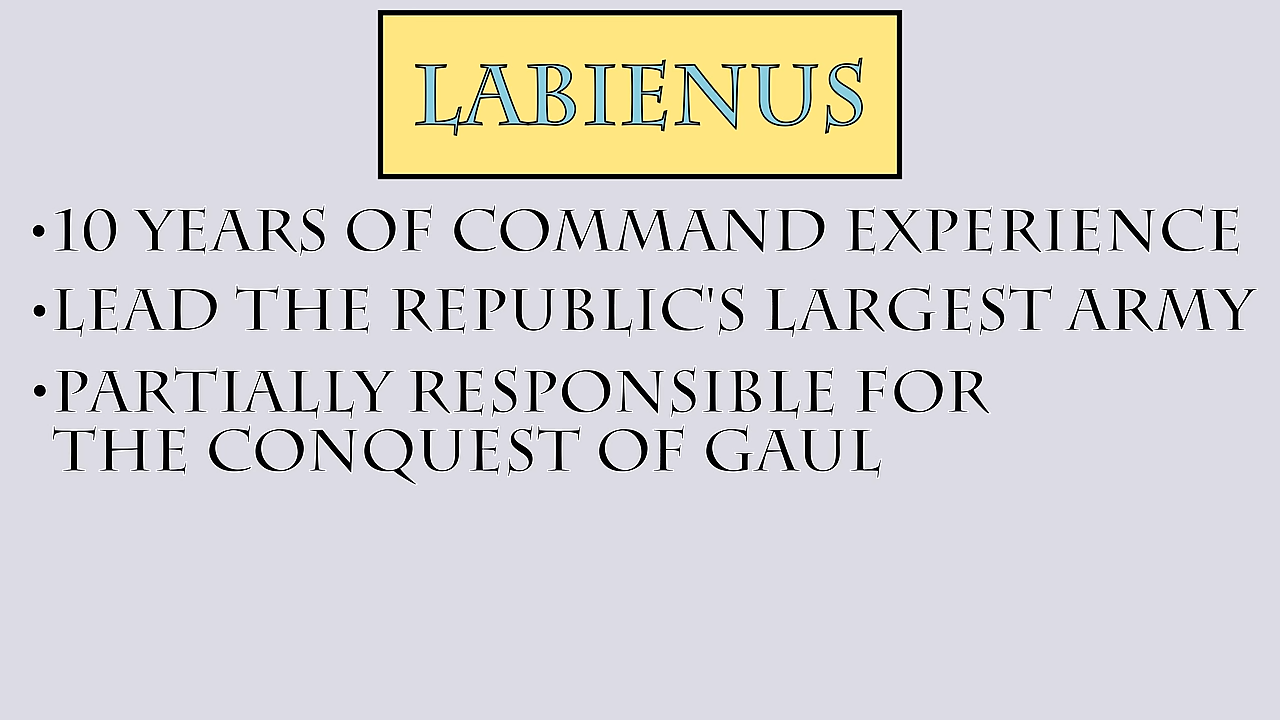 LABIENUS
•10 YEARS OF COMMAND EXPERIENCE
•LEAD THE REPUBLIC'S LARGEST ARMY
•PARTIALLY RESPONSIBLE FOR
THE CONQUEST OF GAUL